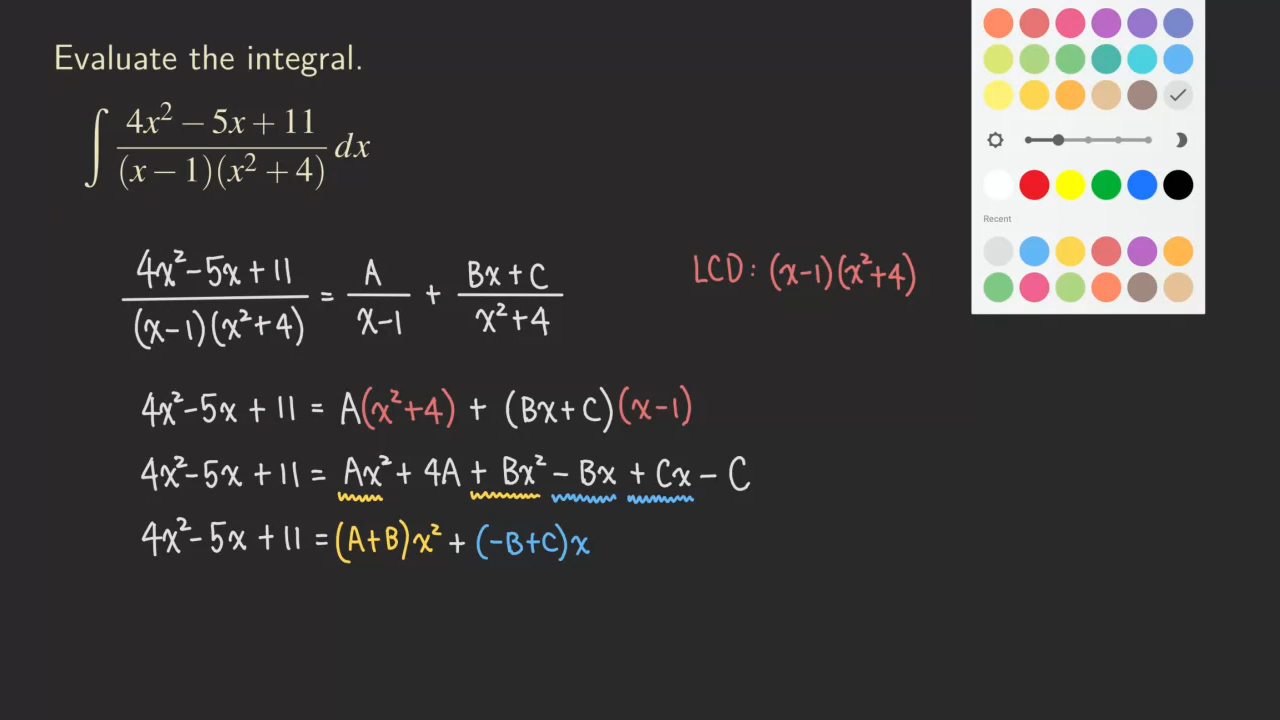 Evaluate the integral.
∫ (4x² − 5x + 11)/((x − 1)(x² + 4)) dx
(4x² − 5x + 11)/((x−1)(x²+4)) = A/(x−1) + (Bx + C)/(x² + 4)
LCD: (x−1)(x²+4)
4x² − 5x + 11 = A(x²+4) + (Bx+C)(x−1)
4x² − 5x + 11 = Ax² + 4A + Bx² − Bx + Cx − C
4x² − 5x + 11 = (A+B)x² + (−B+C)x
Recent